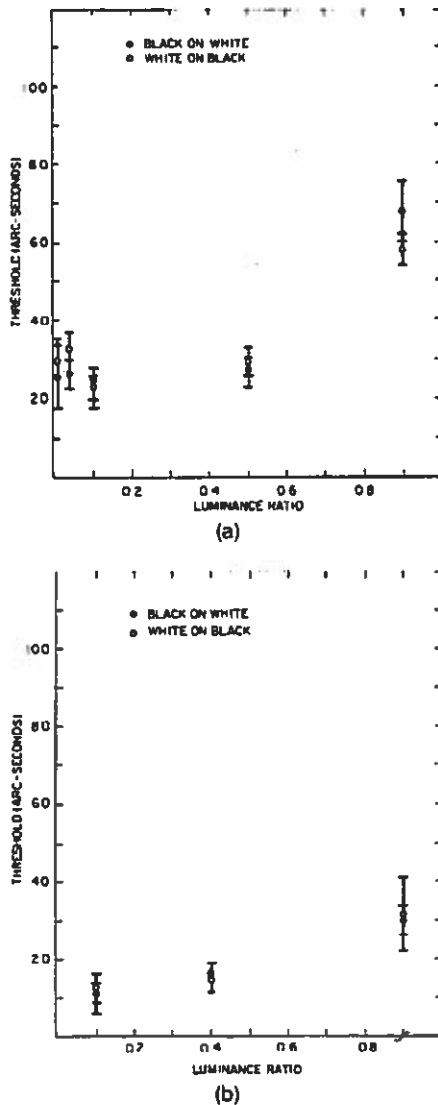 BLACK ON WHITE
WHITE ON BLACK
100
80
60
40
20
THRESHOLD (ARC-SECONDS)
0.2 0.4 0.6 0.8
LUMINANCE RATIO
(a)
BLACK ON WHITE
WHITE ON BLACK
100
80
60
40
20
THRESHOLD (ARC-SECONDS)
0.2 0.4 0.6 0.8
LUMINANCE RATIO
(b)